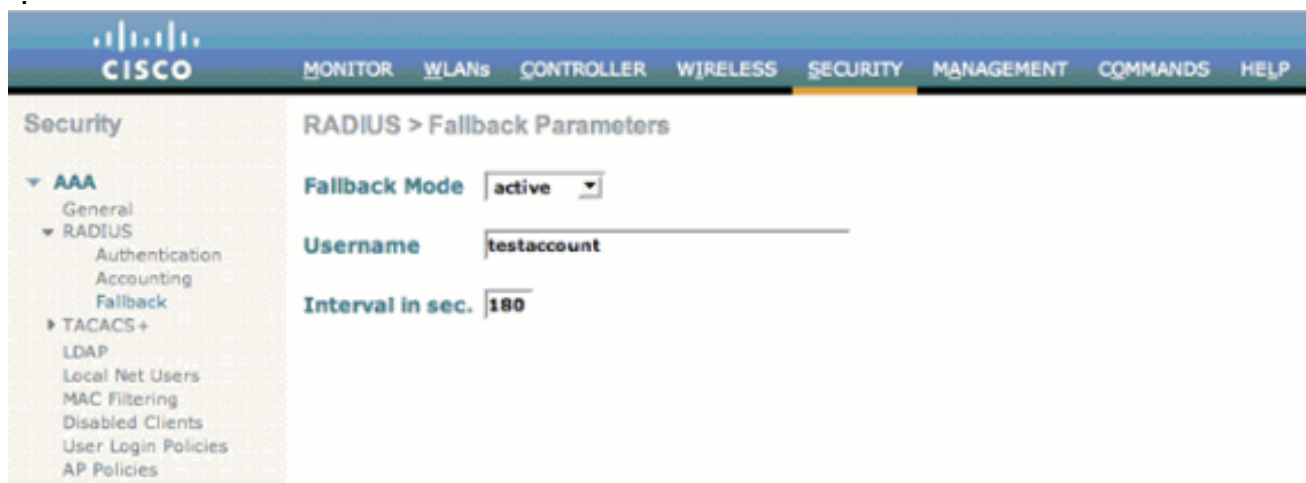 CISCO
MONITOR WLANs CONTROLLER WIRELESS SECURITY MANAGEMENT COMMANDS HELP
Security
AAA
General
RADIUS
Authentication
Accounting
Fallback
TACACS+
LDAP
Local Net Users
MAC Filtering
Disabled Clients
User Login Policies
AP Policies
RADIUS > Fallback Parameters
Fallback Mode active
Username testaccount
Interval in sec. 180